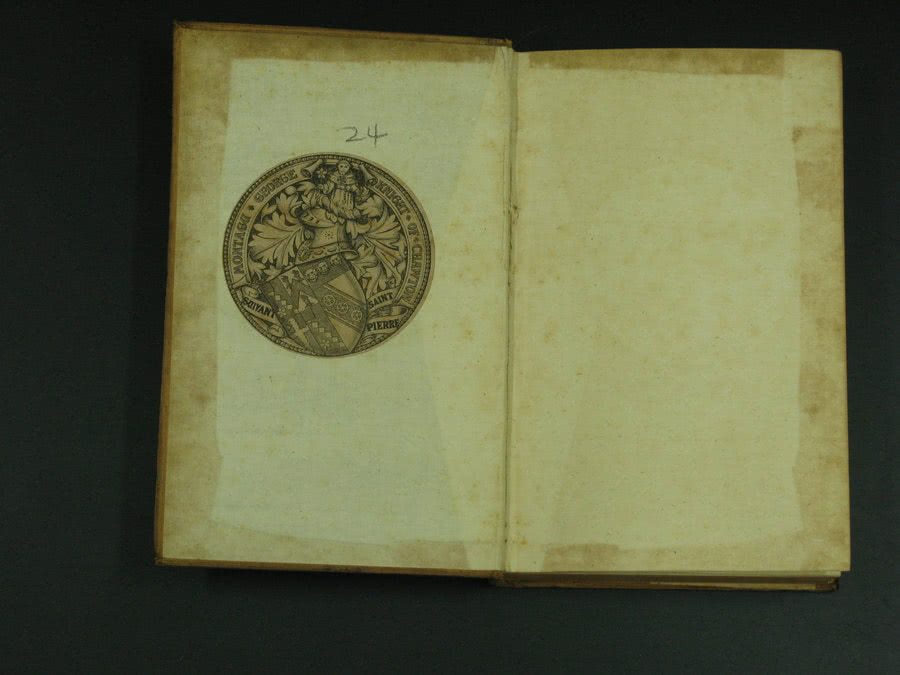 24
MONTAGU • GEORGE KNIGHT • OF • CHAWTON
SUIVANT
SAINT
PIERRE